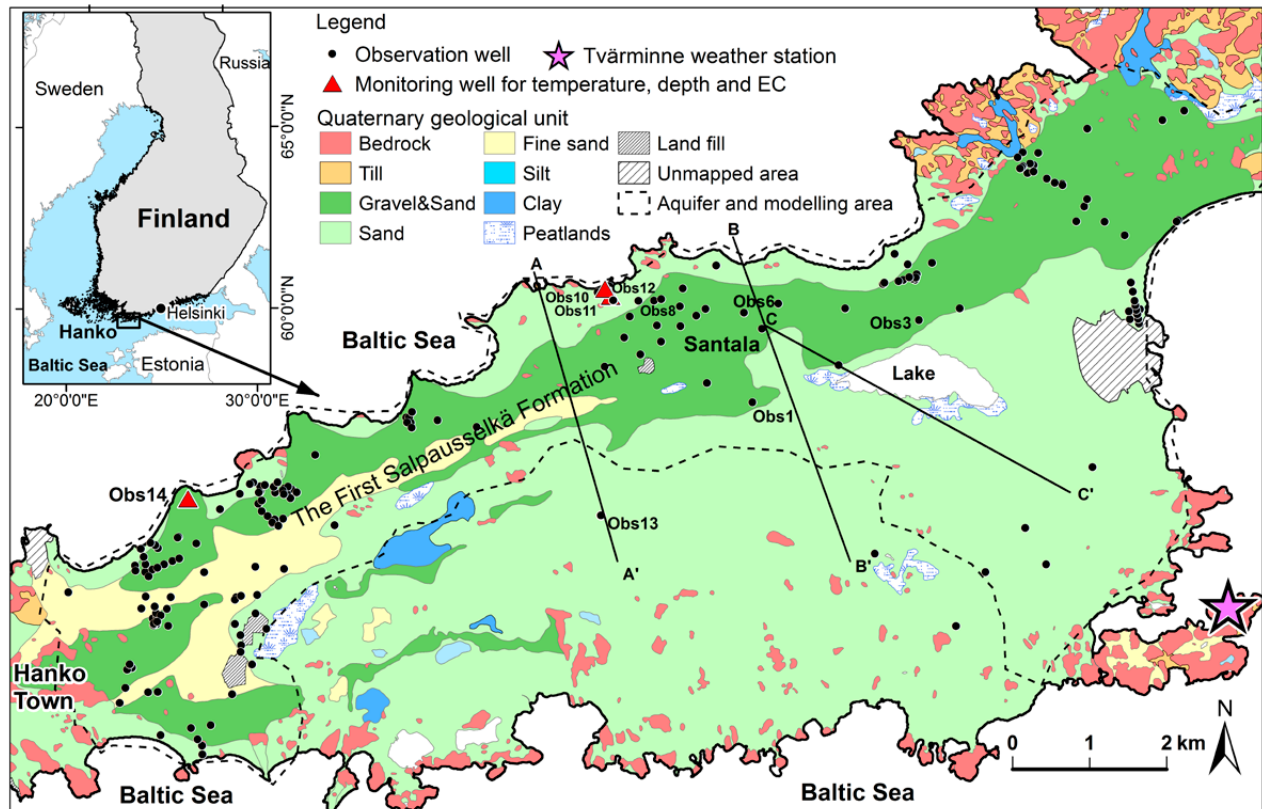 Legend
Observation well
Tvärminne weather station
Monitoring well for temperature, depth and EC
Quaternary geological unit
Bedrock
Fine sand
Land fill
Till
Silt
Unmapped area
Gravel&Sand
Clay
Aquifer and modelling area
Sand
Peatlands
Russia
Sweden
65°0'0"N
Finland
60°0'0"N
Helsinki
Hanko
Baltic Sea
Estonia
20°0'0"E
30°0'0"E
B
A
Obs10
Obs12
Obs11
Obs8
Obs6
C
Obs3
Baltic Sea
Santala
Lake
Obs1
The First Salpausselkä Formation
Obs14
C'
Obs13
A'
B'
Hanko
Town
N
0 1 2 km
Baltic Sea
Baltic Sea